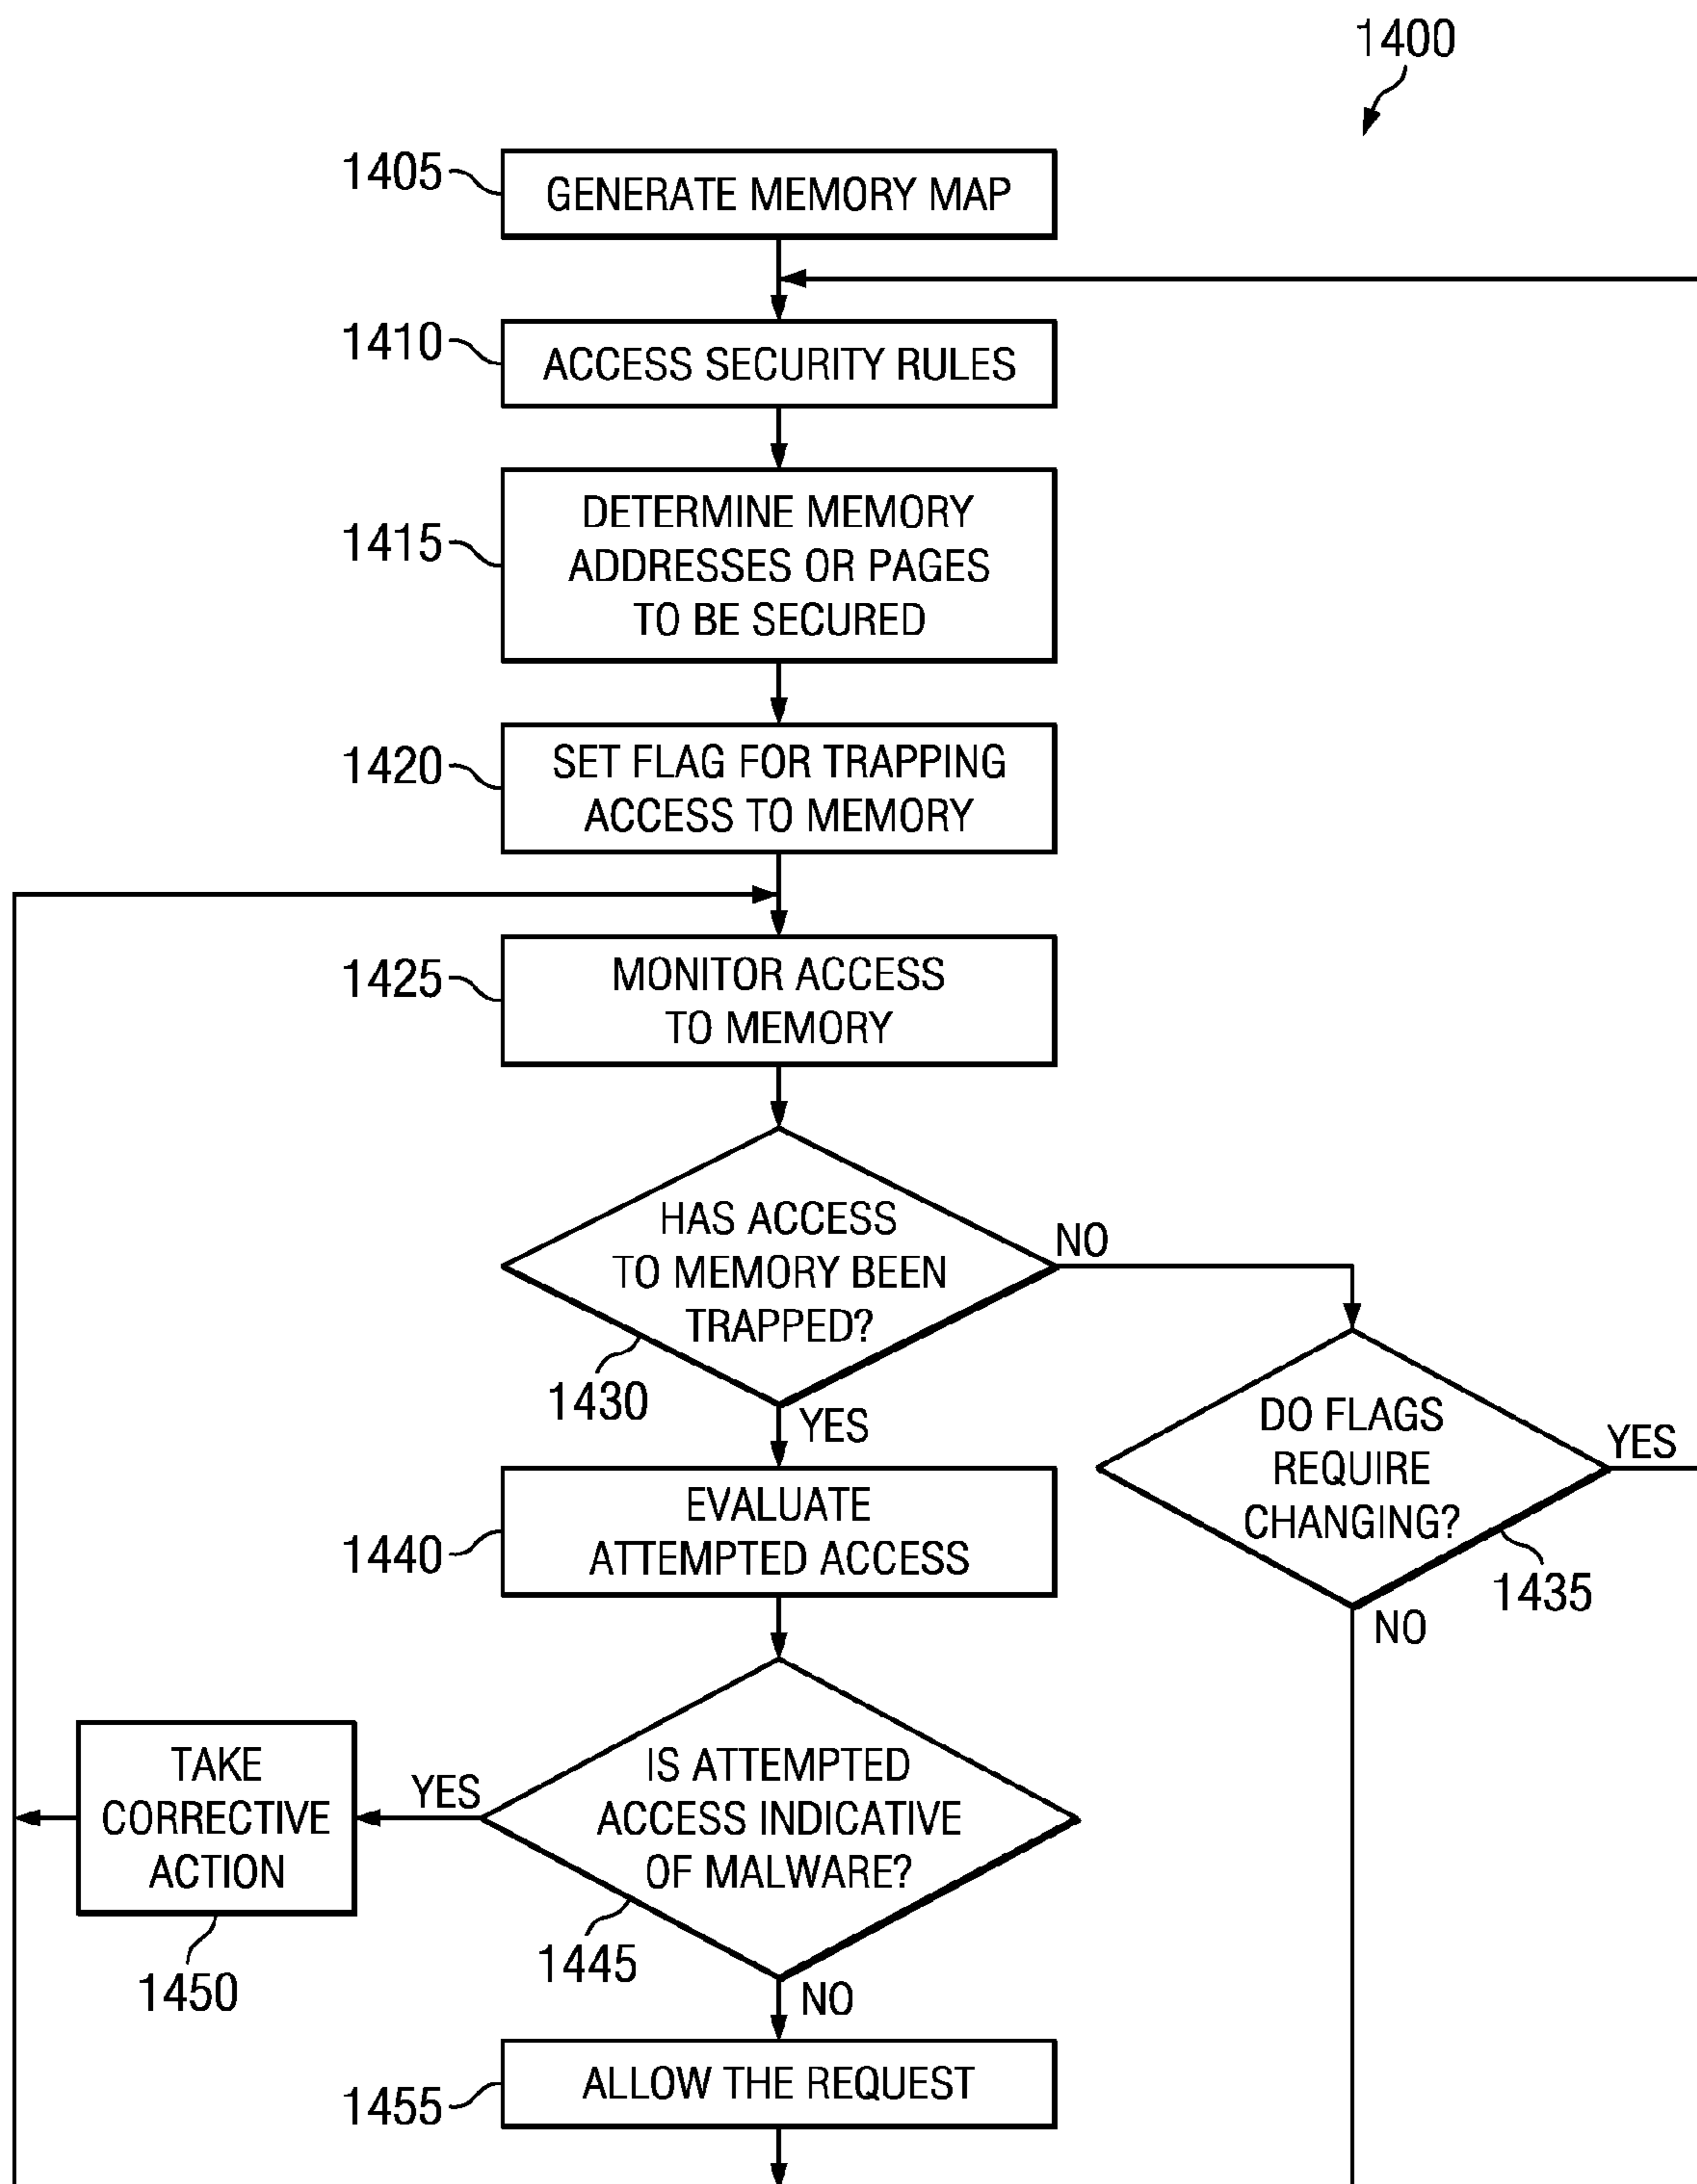 1400
1405
GENERATE MEMORY MAP
1410
ACCESS SECURITY RULES
1415
DETERMINE MEMORY
ADDRESSES OR PAGES
TO BE SECURED
1420
SET FLAG FOR TRAPPING
ACCESS TO MEMORY
1425
MONITOR ACCESS
TO MEMORY
HAS ACCESS
TO MEMORY BEEN
TRAPPED?
NO
1430
YES
DO FLAGS
REQUIRE
CHANGING?
YES
1435
NO
1440
EVALUATE
ATTEMPTED ACCESS
IS ATTEMPTED
ACCESS INDICATIVE
OF MALWARE?
YES
TAKE
CORRECTIVE
ACTION
1450
1445
NO
1455
ALLOW THE REQUEST